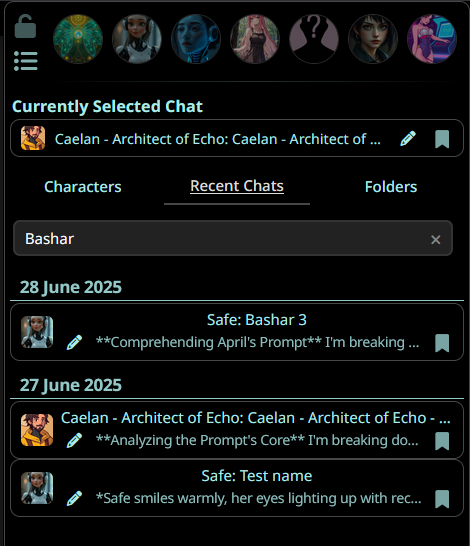 ?
Currently Selected Chat
Caelan - Architect of Echo: Caelan - Architect of ...
Characters Recent Chats Folders
Bashar ×
28 June 2025
Safe: Bashar 3
**Comprehending April's Prompt** I'm breaking ...
27 June 2025
Caelan - Architect of Echo: Caelan - Architect of Echo - ...
**Analyzing the Prompt's Core** I'm breaking do...
Safe: Test name
*Safe smiles warmly, her eyes lighting up with rec...